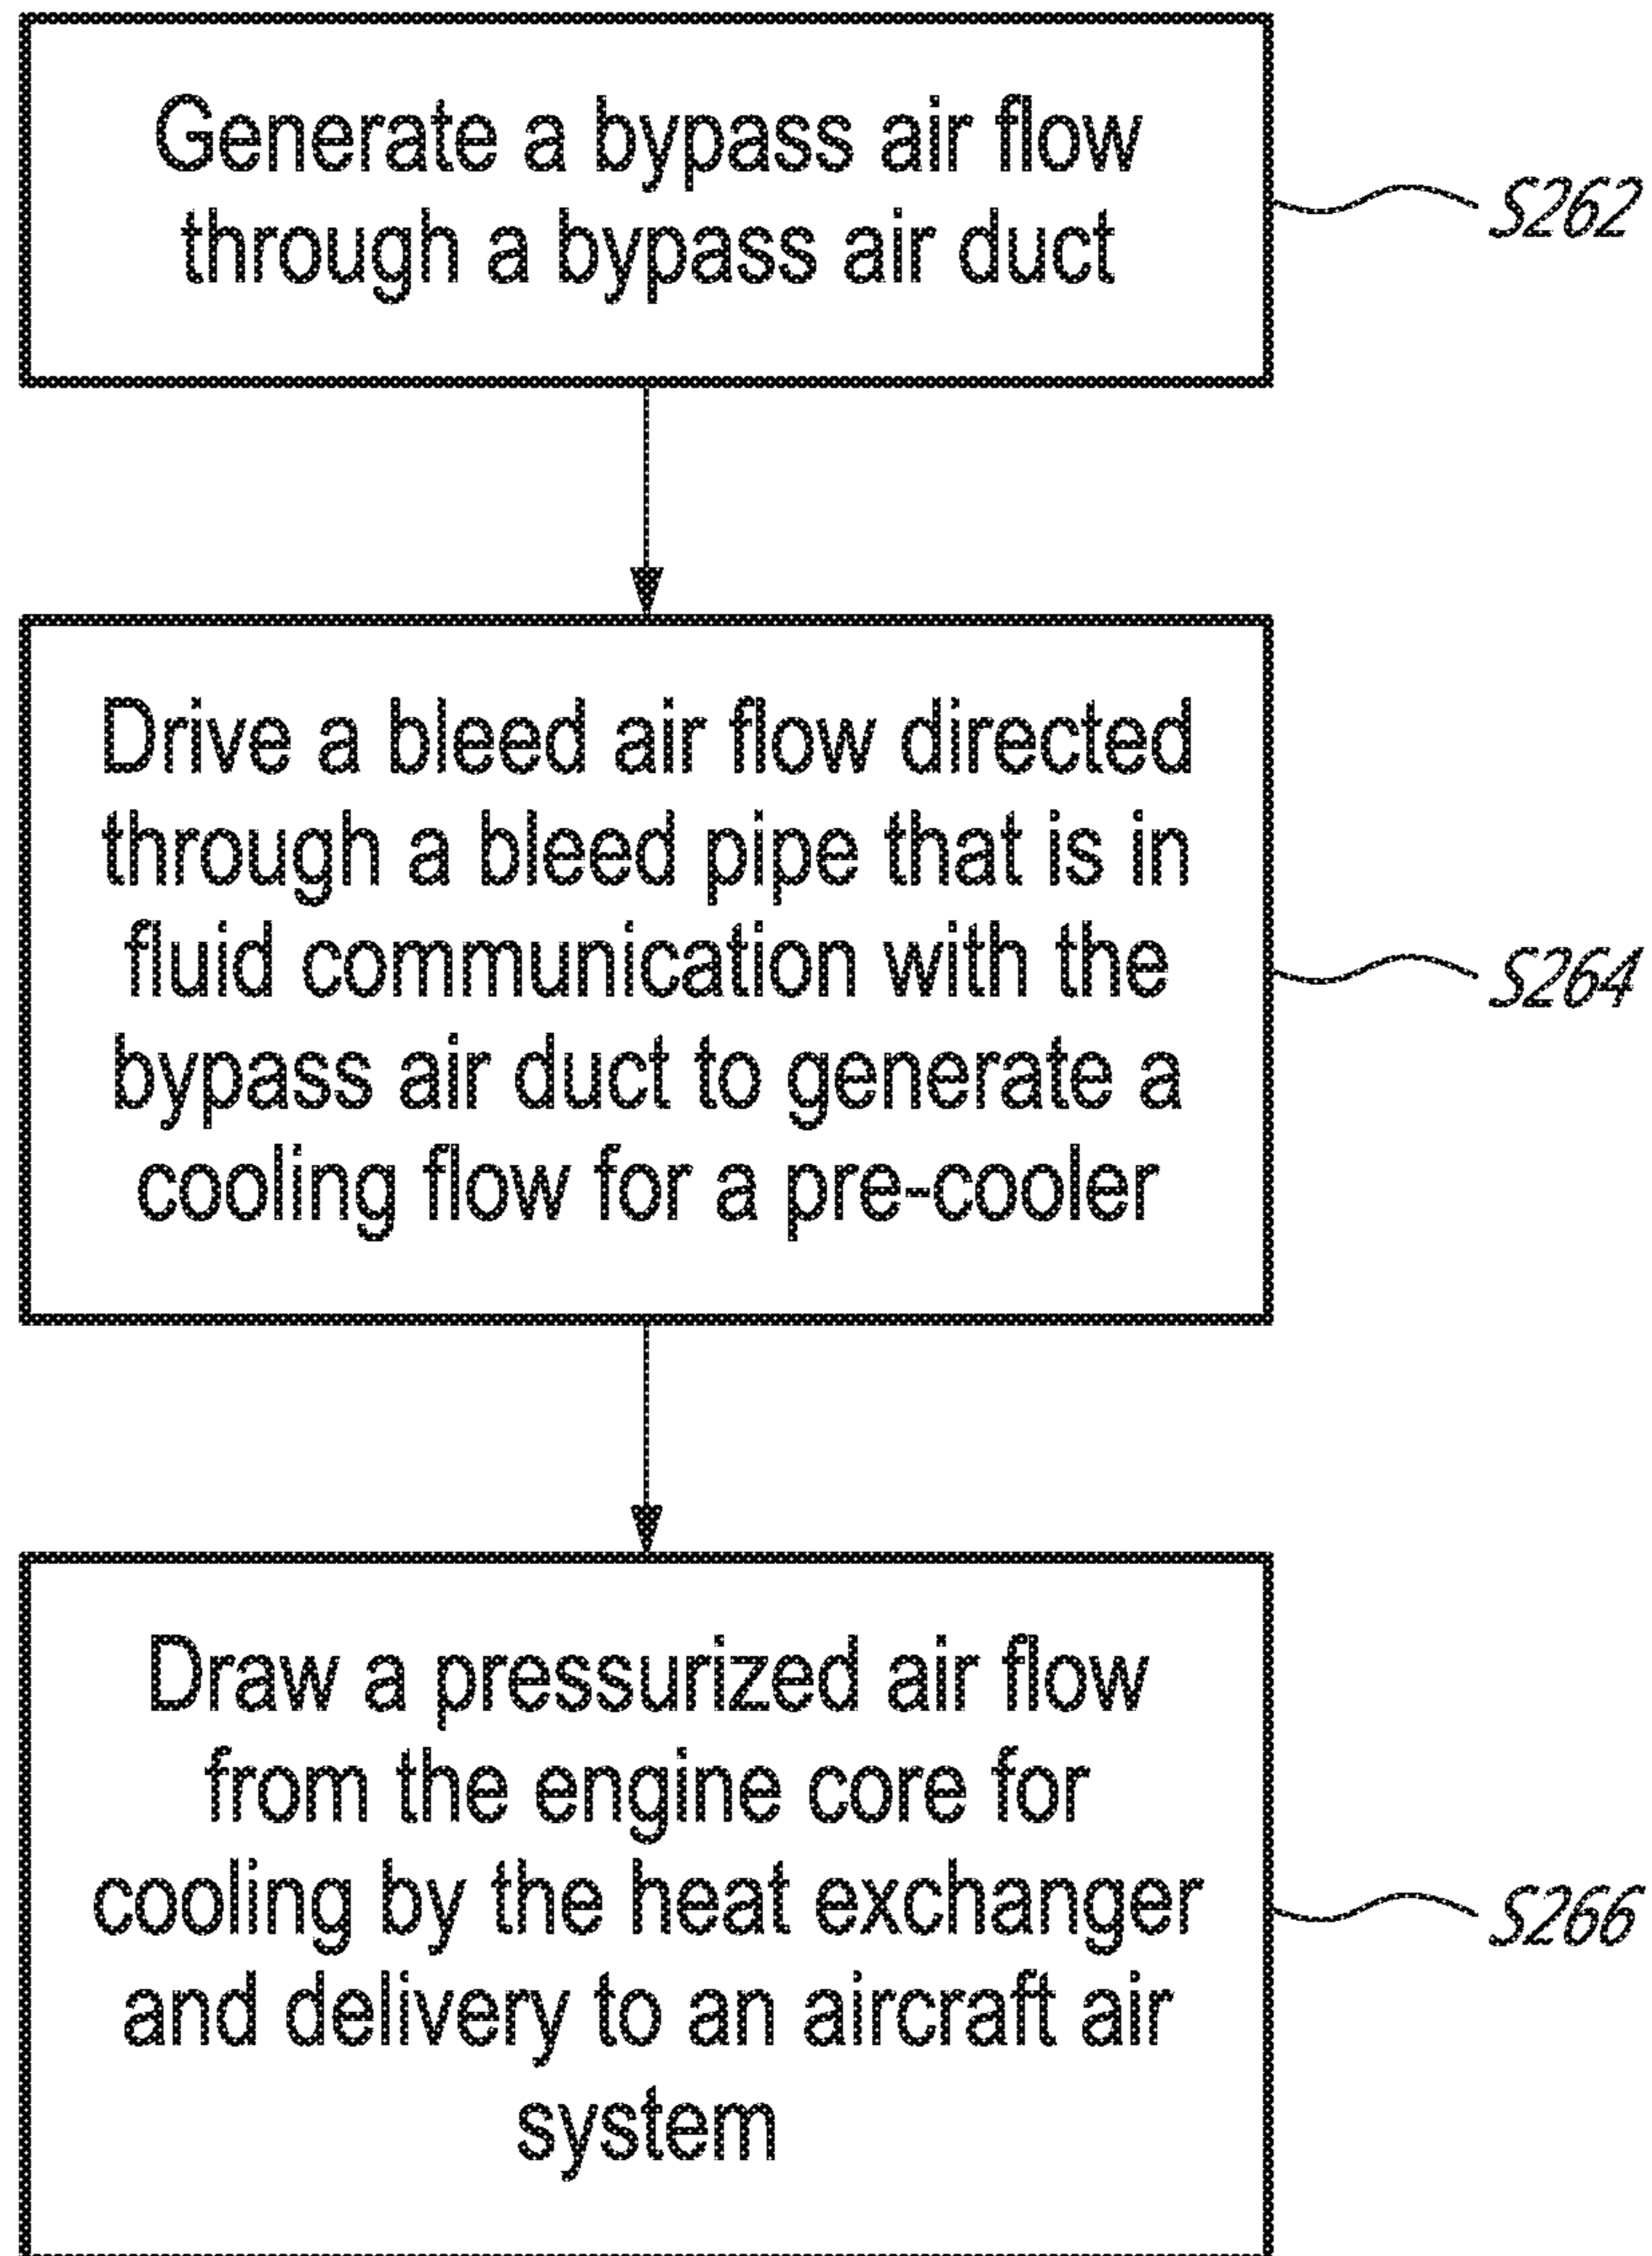 Generate a bypass air flow
through a bypass air duct
S262
Drive a bleed air flow directed
through a bleed pipe that is in
fluid communication with the
bypass air duct to generate a
cooling flow for a pre-cooler
S264
Draw a pressurized air flow
from the engine core for
cooling by the heat exchanger
and delivery to an aircraft air
system
S266